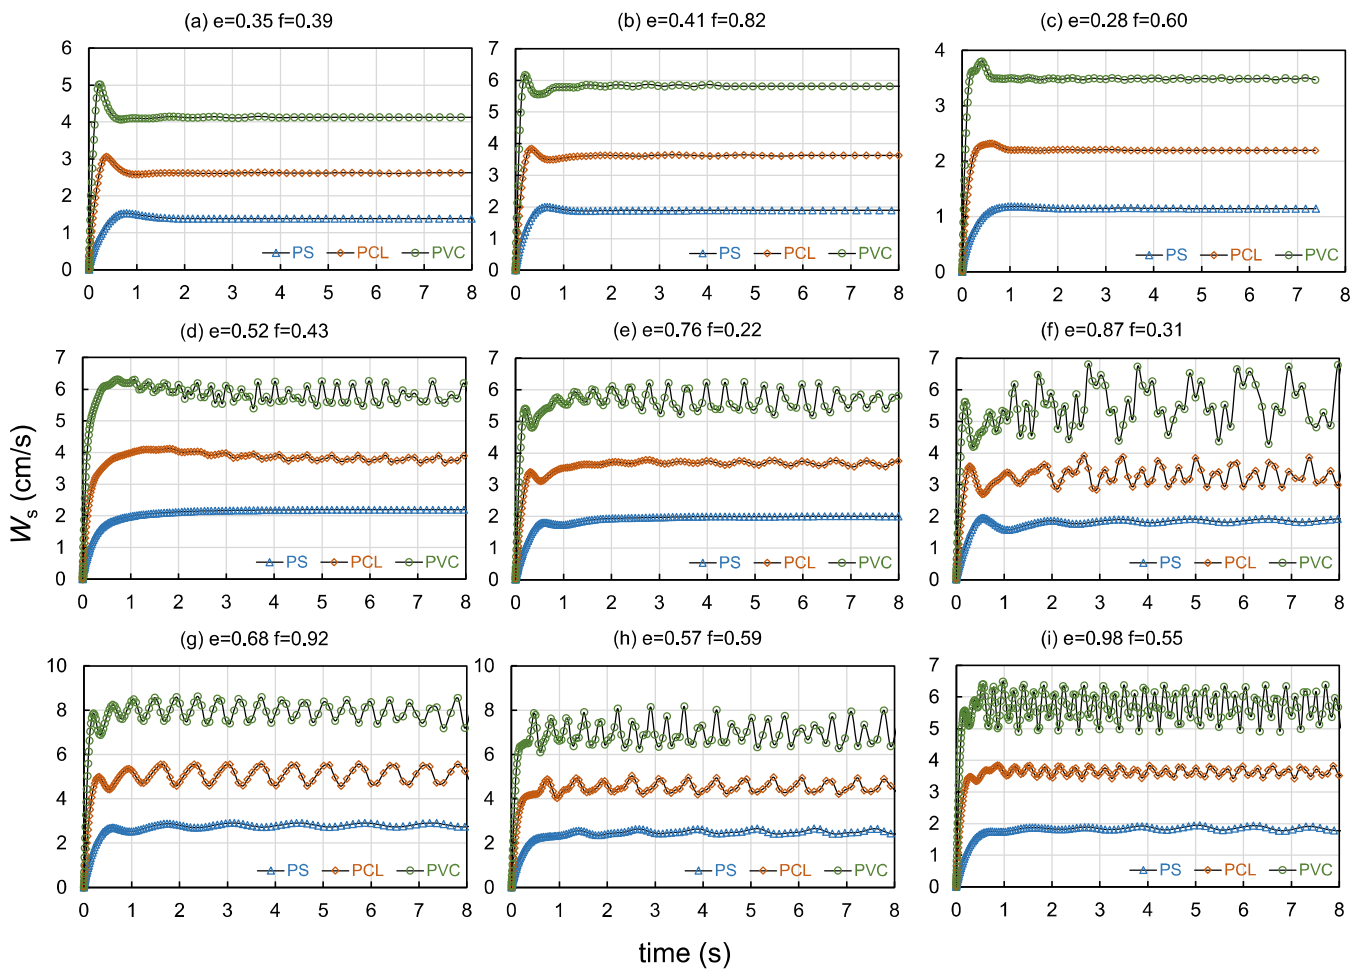 (a) e=0.35 f=0.39
(b) e=0.41 f=0.82
(c) e=0.28 f=0.60
6
5
4
3
2
1
0
PS PCL PVC
0 1 2 3 4 5 6 7 8
7
6
5
4
3
2
1
0
PS PCL PVC
0 1 2 3 4 5 6 7 8
4
3
2
1
0
PS PCL PVC
0 1 2 3 4 5 6 7 8
(d) e=0.52 f=0.43
(e) e=0.76 f=0.22
(f) e=0.87 f=0.31
Ws (cm/s)
7
6
5
4
3
2
1
0
PS PCL PVC
0 1 2 3 4 5 6 7 8
7
6
5
4
3
2
1
0
PS PCL PVC
0 1 2 3 4 5 6 7 8
7
6
5
4
3
2
1
0
PS PCL PVC
0 1 2 3 4 5 6 7 8
(g) e=0.68 f=0.92
(h) e=0.57 f=0.59
(i) e=0.98 f=0.55
10
8
6
4
2
0
PS PCL PVC
0 1 2 3 4 5 6 7 8
10
8
6
4
2
0
PS PCL PVC
0 1 2 3 4 5 6 7 8
7
6
5
4
3
2
1
0
PS PCL PVC
0 1 2 3 4 5 6 7 8
time (s)